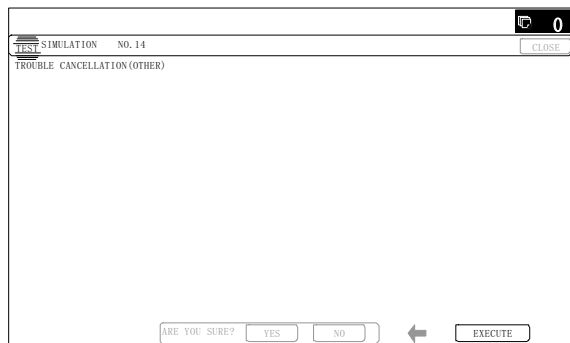 0
TEST SIMULATION NO.14
CLOSE
TROUBLE CANCELLATION(OTHER)
ARE YOU SURE? YES NO EXECUTE